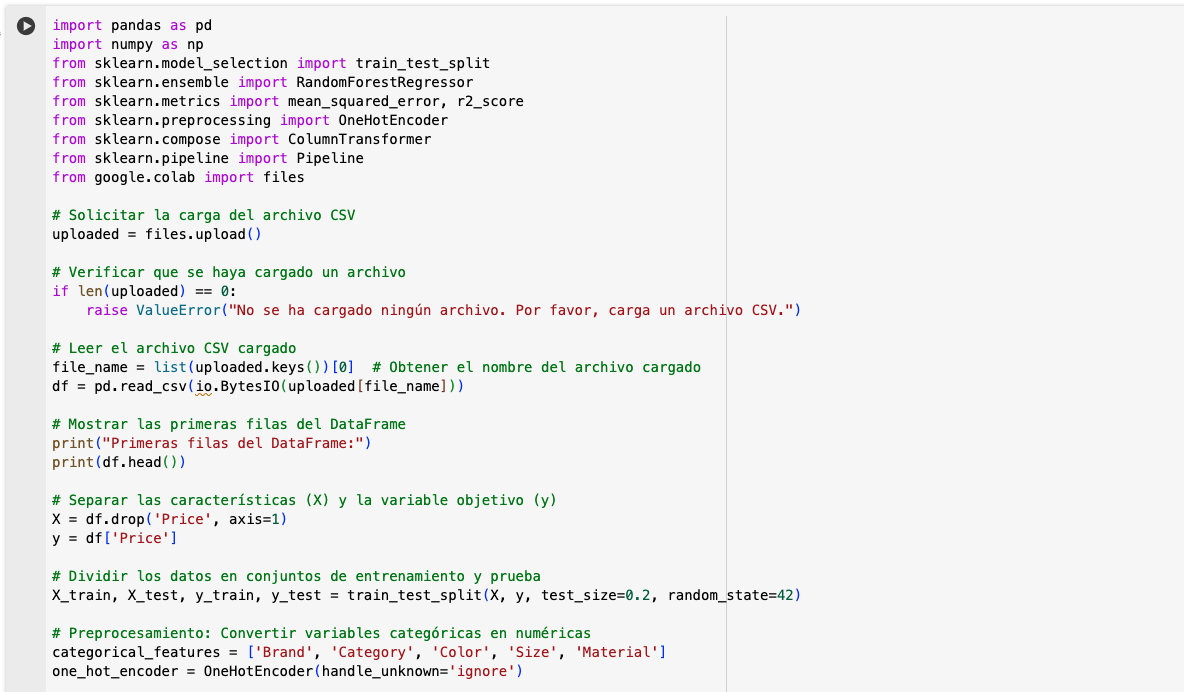 import pandas as pd
import numpy as np
from sklearn.model_selection import train_test_split
from sklearn.ensemble import RandomForestRegressor
from sklearn.metrics import mean_squared_error, r2_score
from sklearn.preprocessing import OneHotEncoder
from sklearn.compose import ColumnTransformer
from sklearn.pipeline import Pipeline
from google.colab import files

# Solicitar la carga del archivo CSV
uploaded = files.upload()

# Verificar que se haya cargado un archivo
if len(uploaded) == 0:
    raise ValueError("No se ha cargado ningún archivo. Por favor, carga un archivo CSV.")

# Leer el archivo CSV cargado
file_name = list(uploaded.keys())[0]  # Obtener el nombre del archivo cargado
df = pd.read_csv(io.BytesIO(uploaded[file_name]))

# Mostrar las primeras filas del DataFrame
print("Primeras filas del DataFrame:")
print(df.head())

# Separar las características (X) y la variable objetivo (y)
X = df.drop('Price', axis=1)
y = df['Price']

# Dividir los datos en conjuntos de entrenamiento y prueba
X_train, X_test, y_train, y_test = train_test_split(X, y, test_size=0.2, random_state=42)

# Preprocesamiento: Convertir variables categóricas en numéricas
categorical_features = ['Brand', 'Category', 'Color', 'Size', 'Material']
one_hot_encoder = OneHotEncoder(handle_unknown='ignore')